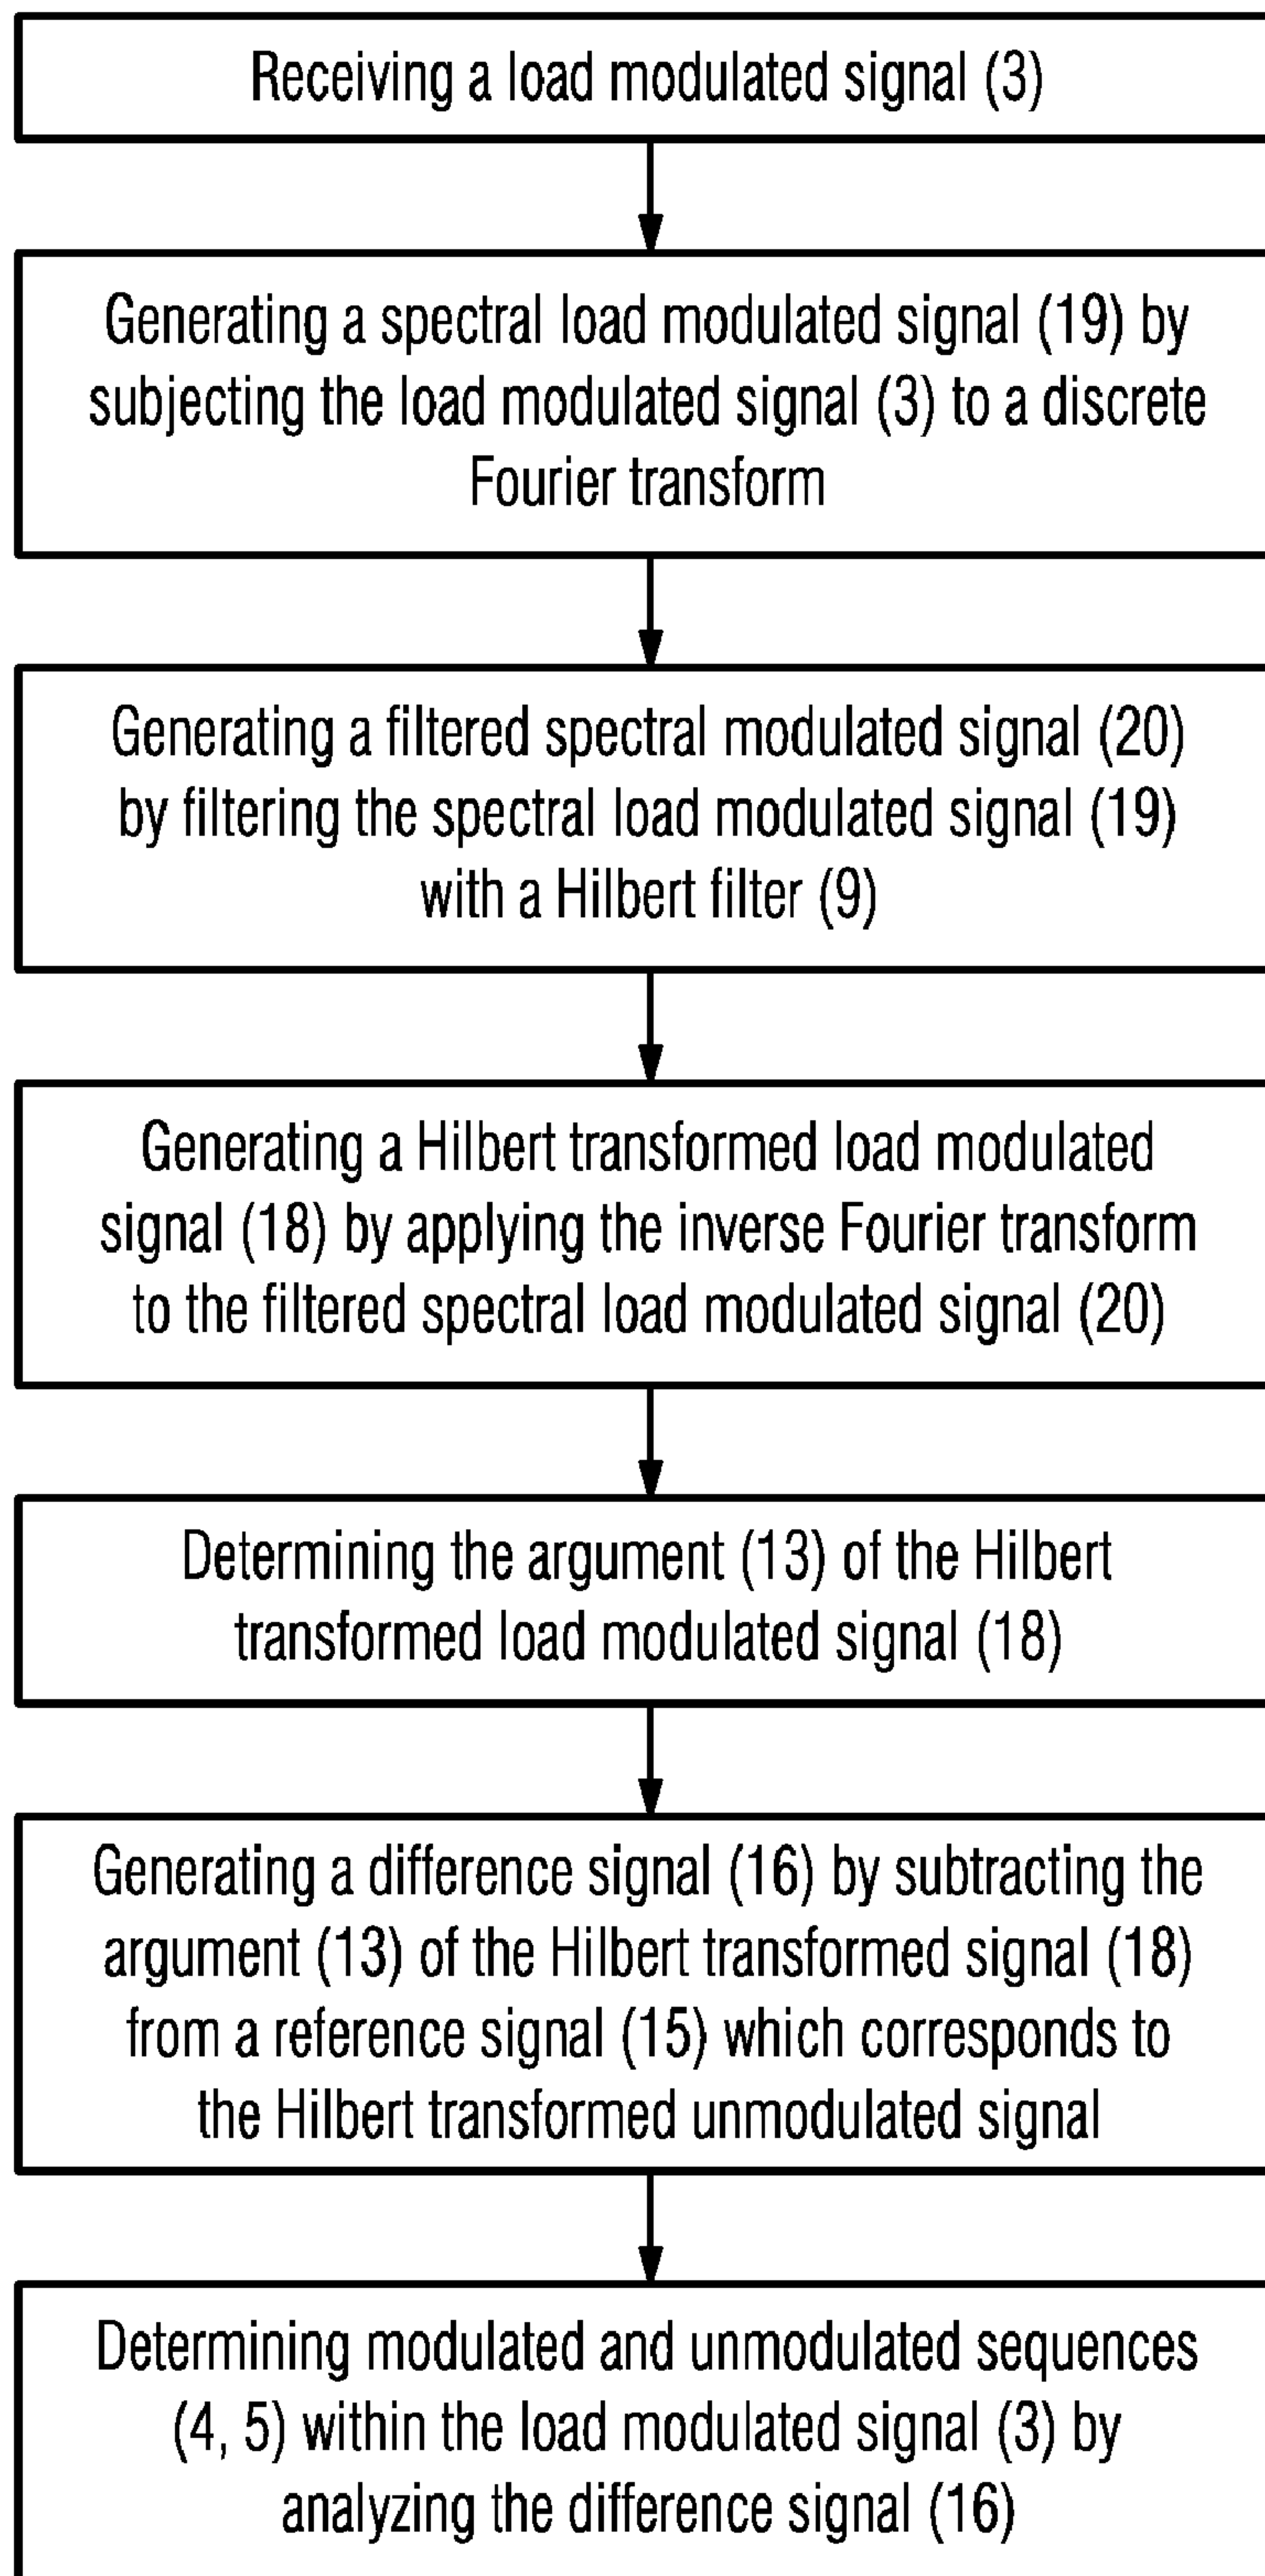 Receiving a load modulated signal (3)
Generating a spectral load modulated signal (19) by
subjecting the load modulated signal (3) to a discrete
Fourier transform
Generating a filtered spectral modulated signal (20)
by filtering the spectral load modulated signal (19)
with a Hilbert filter (9)
Generating a Hilbert transformed load modulated
signal (18) by applying the inverse Fourier transform
to the filtered spectral load modulated signal (20)
Determining the argument (13) of the Hilbert
transformed load modulated signal (18)
Generating a difference signal (16) by subtracting the
argument (13) of the Hilbert transformed signal (18)
from a reference signal (15) which corresponds to
the Hilbert transformed unmodulated signal
Determining modulated and unmodulated sequences
(4, 5) within the load modulated signal (3) by
analyzing the difference signal (16)